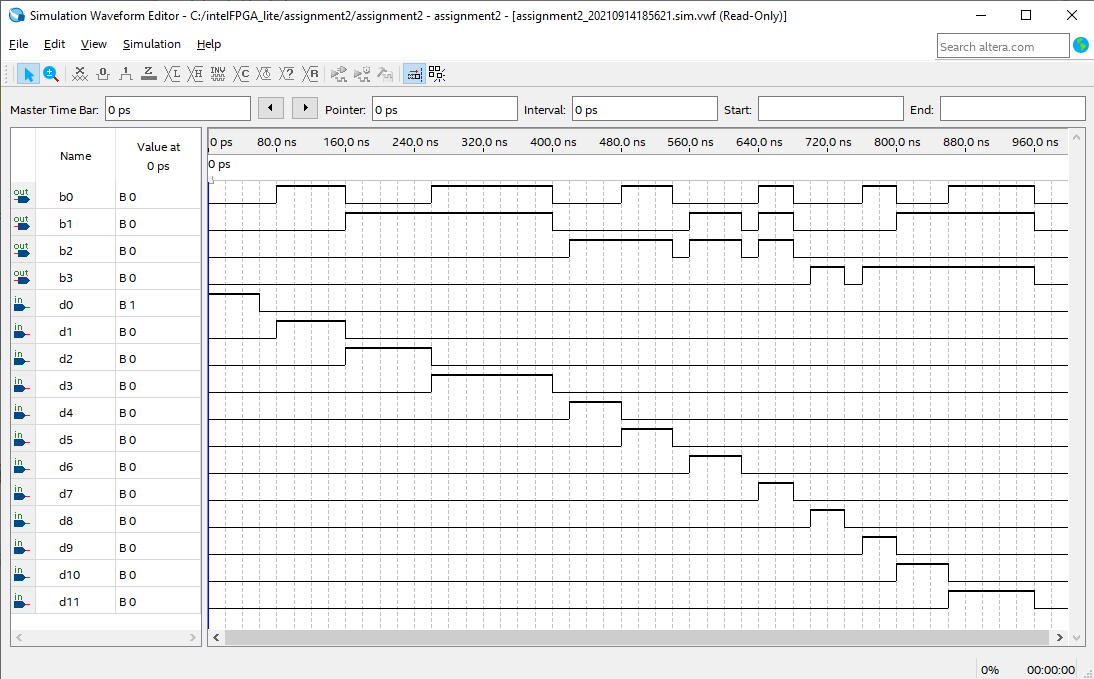 Simulation Waveform Editor - C:/intelFPGA_lite/assignment2/assignment2 - assignment2 - [assignment2_20210914185621.sim.vwf (Read-Only)]
File Edit View Simulation Help
Search altera.com
Master Time Bar: 0 ps Pointer: 0 ps Interval: 0 ps Start: End:
Name Value at 0 ps
0 ps 80.0 ns 160.0 ns 240.0 ns 320.0 ns 400.0 ns 480.0 ns 560.0 ns 640.0 ns 720.0 ns 800.0 ns 880.0 ns 960.0 ns
0 ps
out b0 B 0
out b1 B 0
out b2 B 0
out b3 B 0
in d0 B 1
in d1 B 0
in d2 B 0
in d3 B 0
in d4 B 0
in d5 B 0
in d6 B 0
in d7 B 0
in d8 B 0
in d9 B 0
in d10 B 0
in d11 B 0
0% 00:00:00